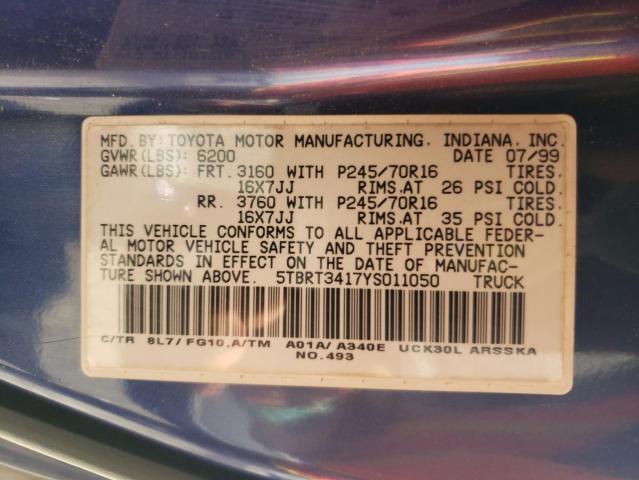 MFD. BY: TOYOTA MOTOR MANUFACTURING, INDIANA, INC.
GVWR(LBS): 6200 DATE 07/99
GAWR(LBS): FRT. 3160 WITH P245/70R16 TIRES.
16X7JJ RIMS.AT 26 PSI COLD.
RR. 3760 WITH P245/70R16 TIRES.
16X7JJ RIMS.AT 35 PSI COLD.
THIS VEHICLE CONFORMS TO ALL APPLICABLE FEDER-
AL MOTOR VEHICLE SAFETY AND THEFT PREVENTION
STANDARDS IN EFFECT ON THE DATE OF MANUFAC-
TURE SHOWN ABOVE. 5TBRT3417YS011050 TRUCK
C/TR 8L7/FG10,A/TM A01A/A340E UCK30L ARSSKA
NO.493